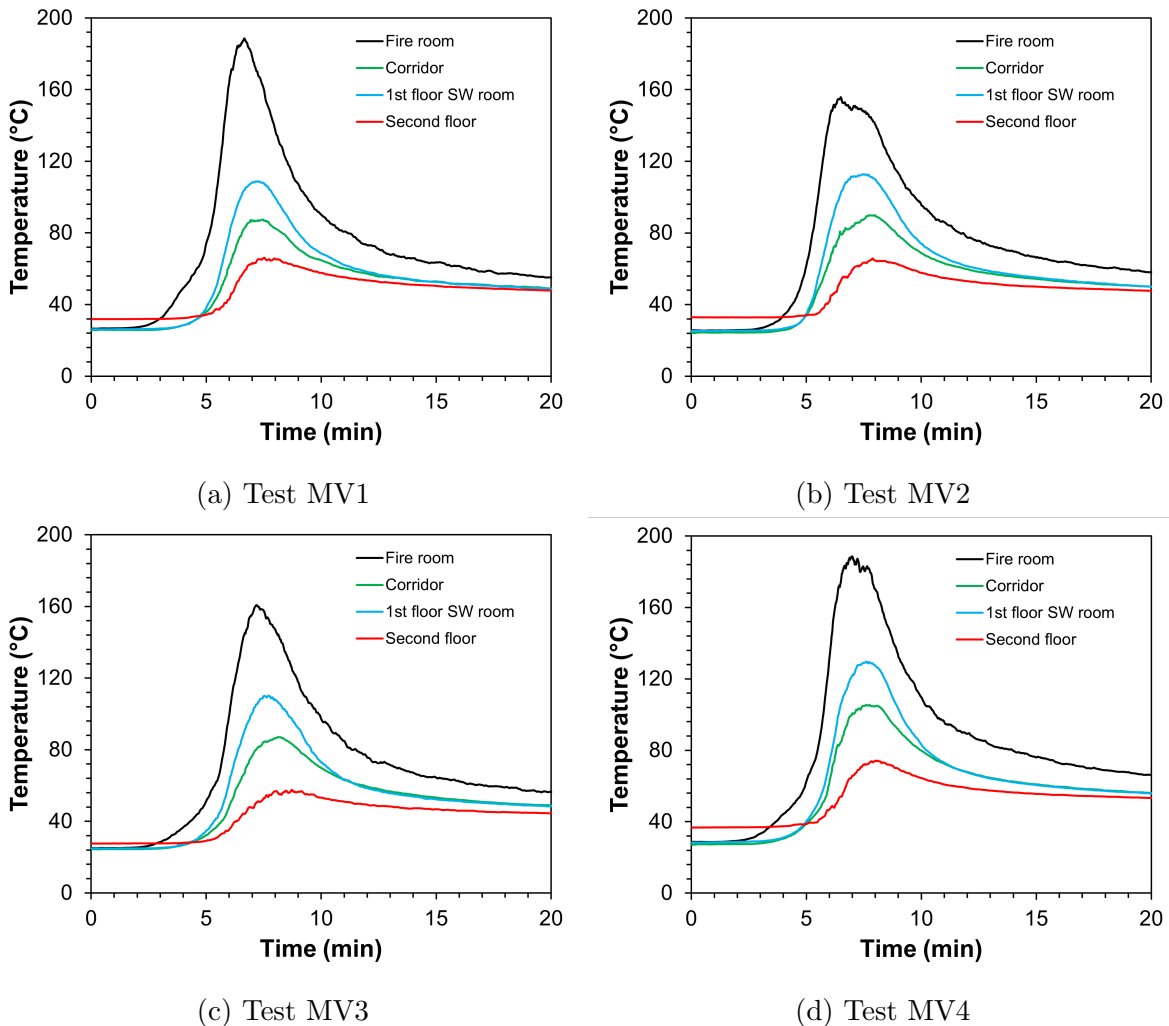 200
160
120
80
40
0
Temperature (°C)
Fire room
Corridor
1st floor SW room
Second floor
0 5 10 15 20
Time (min)
(a) Test MV1
200
160
120
80
40
0
Temperature (°C)
Fire room
Corridor
1st floor SW room
Second floor
0 5 10 15 20
Time (min)
(b) Test MV2
200
160
120
80
40
0
Temperature (°C)
Fire room
Corridor
1st floor SW room
Second floor
0 5 10 15 20
Time (min)
(c) Test MV3
200
160
120
80
40
0
Temperature (°C)
Fire room
Corridor
1st floor SW room
Second floor
0 5 10 15 20
Time (min)
(d) Test MV4